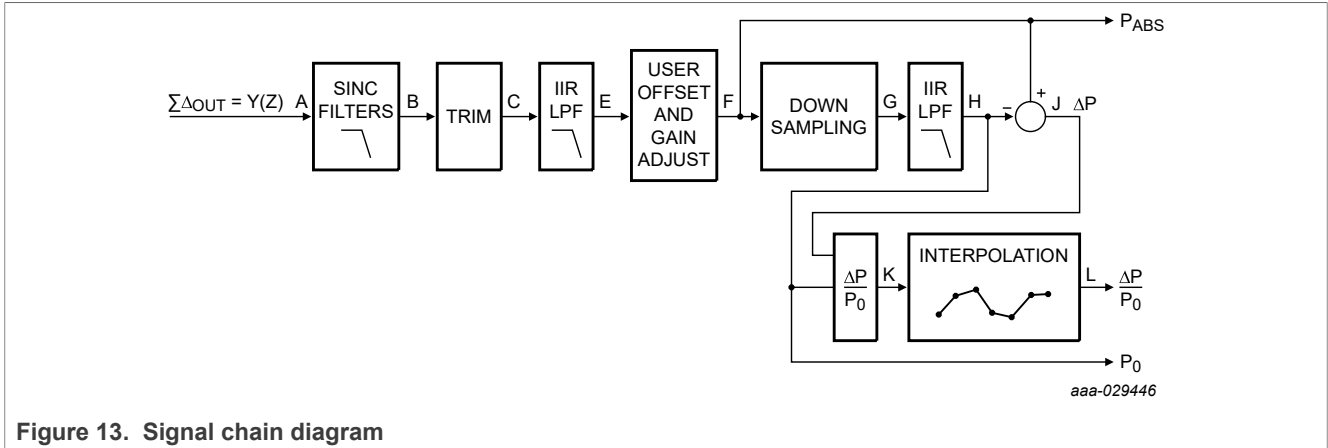 P_ABS
ΣΔ_OUT = Y(Z)
A
SINC
FILTERS
B
TRIM
C
IIR
LPF
E
USER
OFFSET
AND
GAIN
ADJUST
F
DOWN
SAMPLING
G
IIR
LPF
H
−
+
J
ΔP
ΔP
P_0
K
INTERPOLATION
L
ΔP
P_0
P_0
aaa-029446
Figure 13. Signal chain diagram